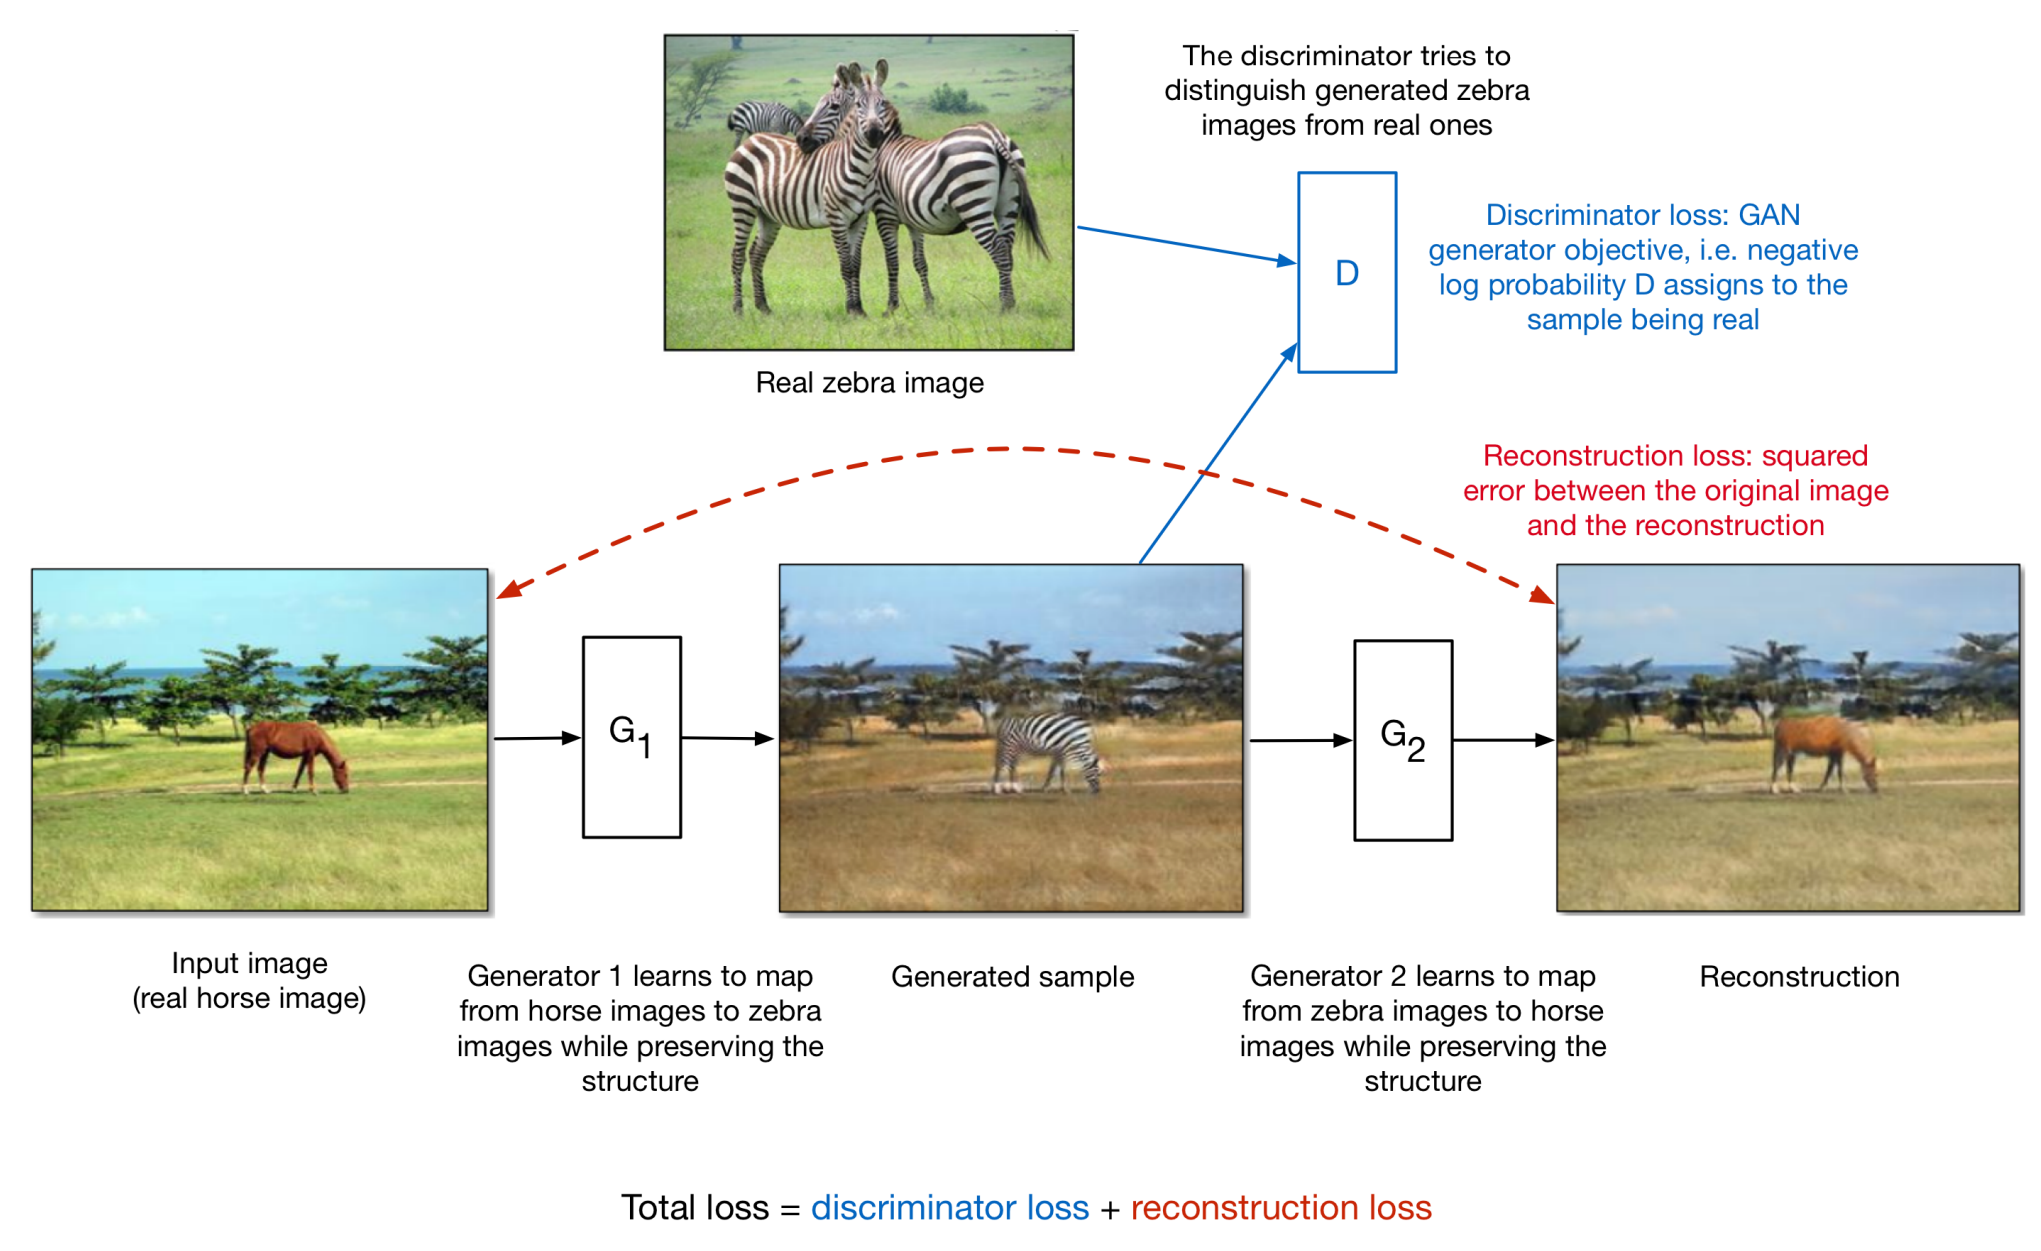 The discriminator tries to
distinguish generated zebra
images from real ones
D
Discriminator loss: GAN
generator objective, i.e. negative
log probability D assigns to the
sample being real
Real zebra image
Reconstruction loss: squared
error between the original image
and the reconstruction
G1
G2
Input image
(real horse image)
Generator 1 learns to map
from horse images to zebra
images while preserving the
structure
Generated sample
Generator 2 learns to map
from zebra images to horse
images while preserving the
structure
Reconstruction
Total loss = discriminator loss + reconstruction loss